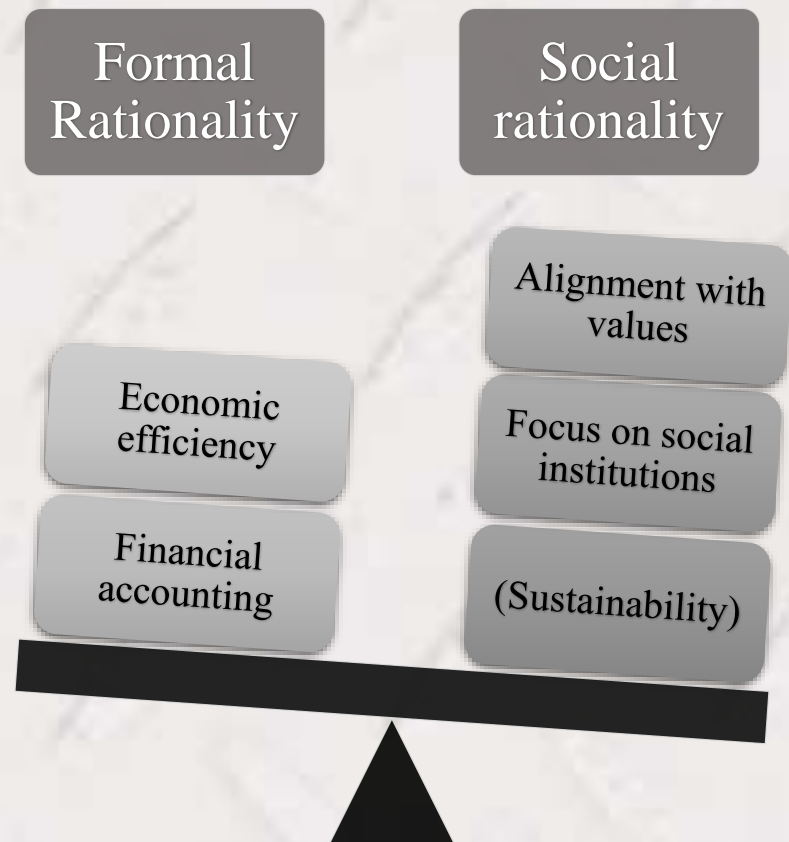 Formal
Rationality
Social
rationality
Alignment with
values
Economic
efficiency
Focus on social
institutions
Financial
accounting
(Sustainability)